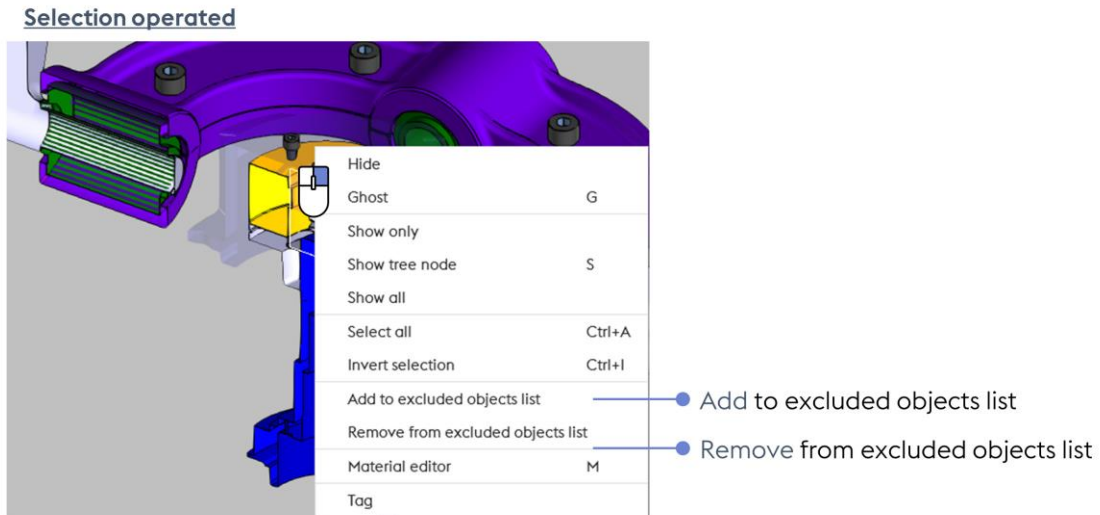 Selection operated
Hide
Ghost G
Show only
Show tree node S
Show all
Select all Ctrl+A
Invert selection Ctrl+I
Add to excluded objects list
Remove from excluded objects list
Material editor M
Tag
Add to excluded objects list
Remove from excluded objects list